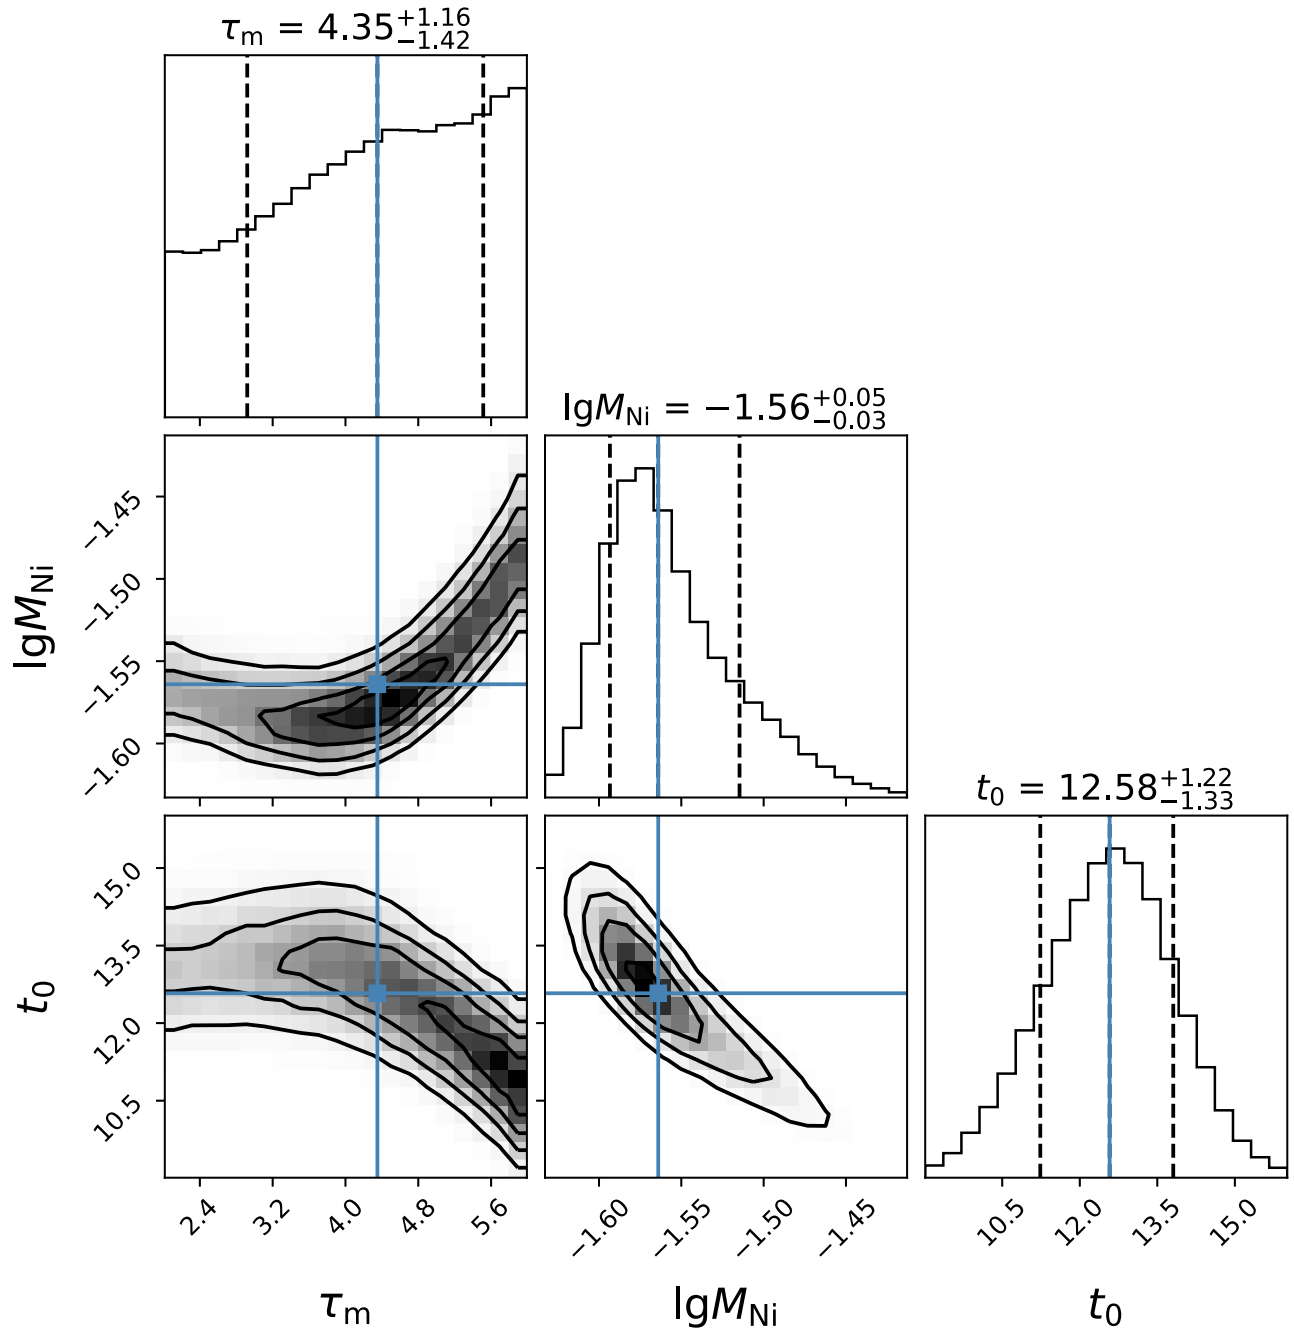 τm = 4.35+1.16−1.42
lgMNi = −1.56+0.05−0.03
−1.45
−1.50
−1.55
−1.60
lgMNi
t0 = 12.58+1.22−1.33
15.0
13.5
12.0
10.5
t0
2.4 3.2 4.0 4.8 5.6
−1.60 −1.55 −1.50 −1.45
10.5 12.0 13.5 15.0
τm lgMNi t0